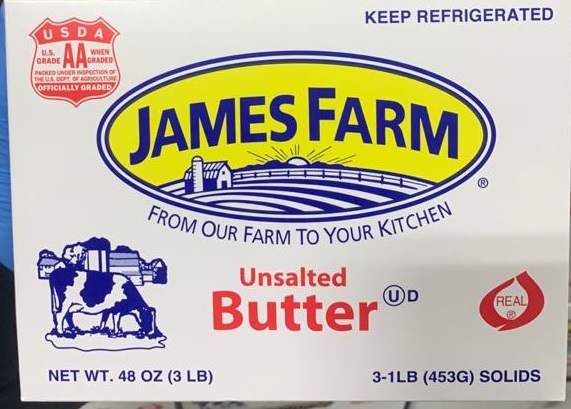 KEEP REFRIGERATED
USDA
U.S. AA WHEN
GRADE GRADED
PACKED UNDER INSPECTION OF
THE U.S. DEPT. OF AGRICULTURE
OFFICIALLY GRADED
JAMES FARM
®
FROM OUR FARM TO YOUR KITCHEN
Unsalted
Butter Ⓤ D
REAL
®
NET WT. 48 OZ (3 LB)
3-1LB (453G) SOLIDS